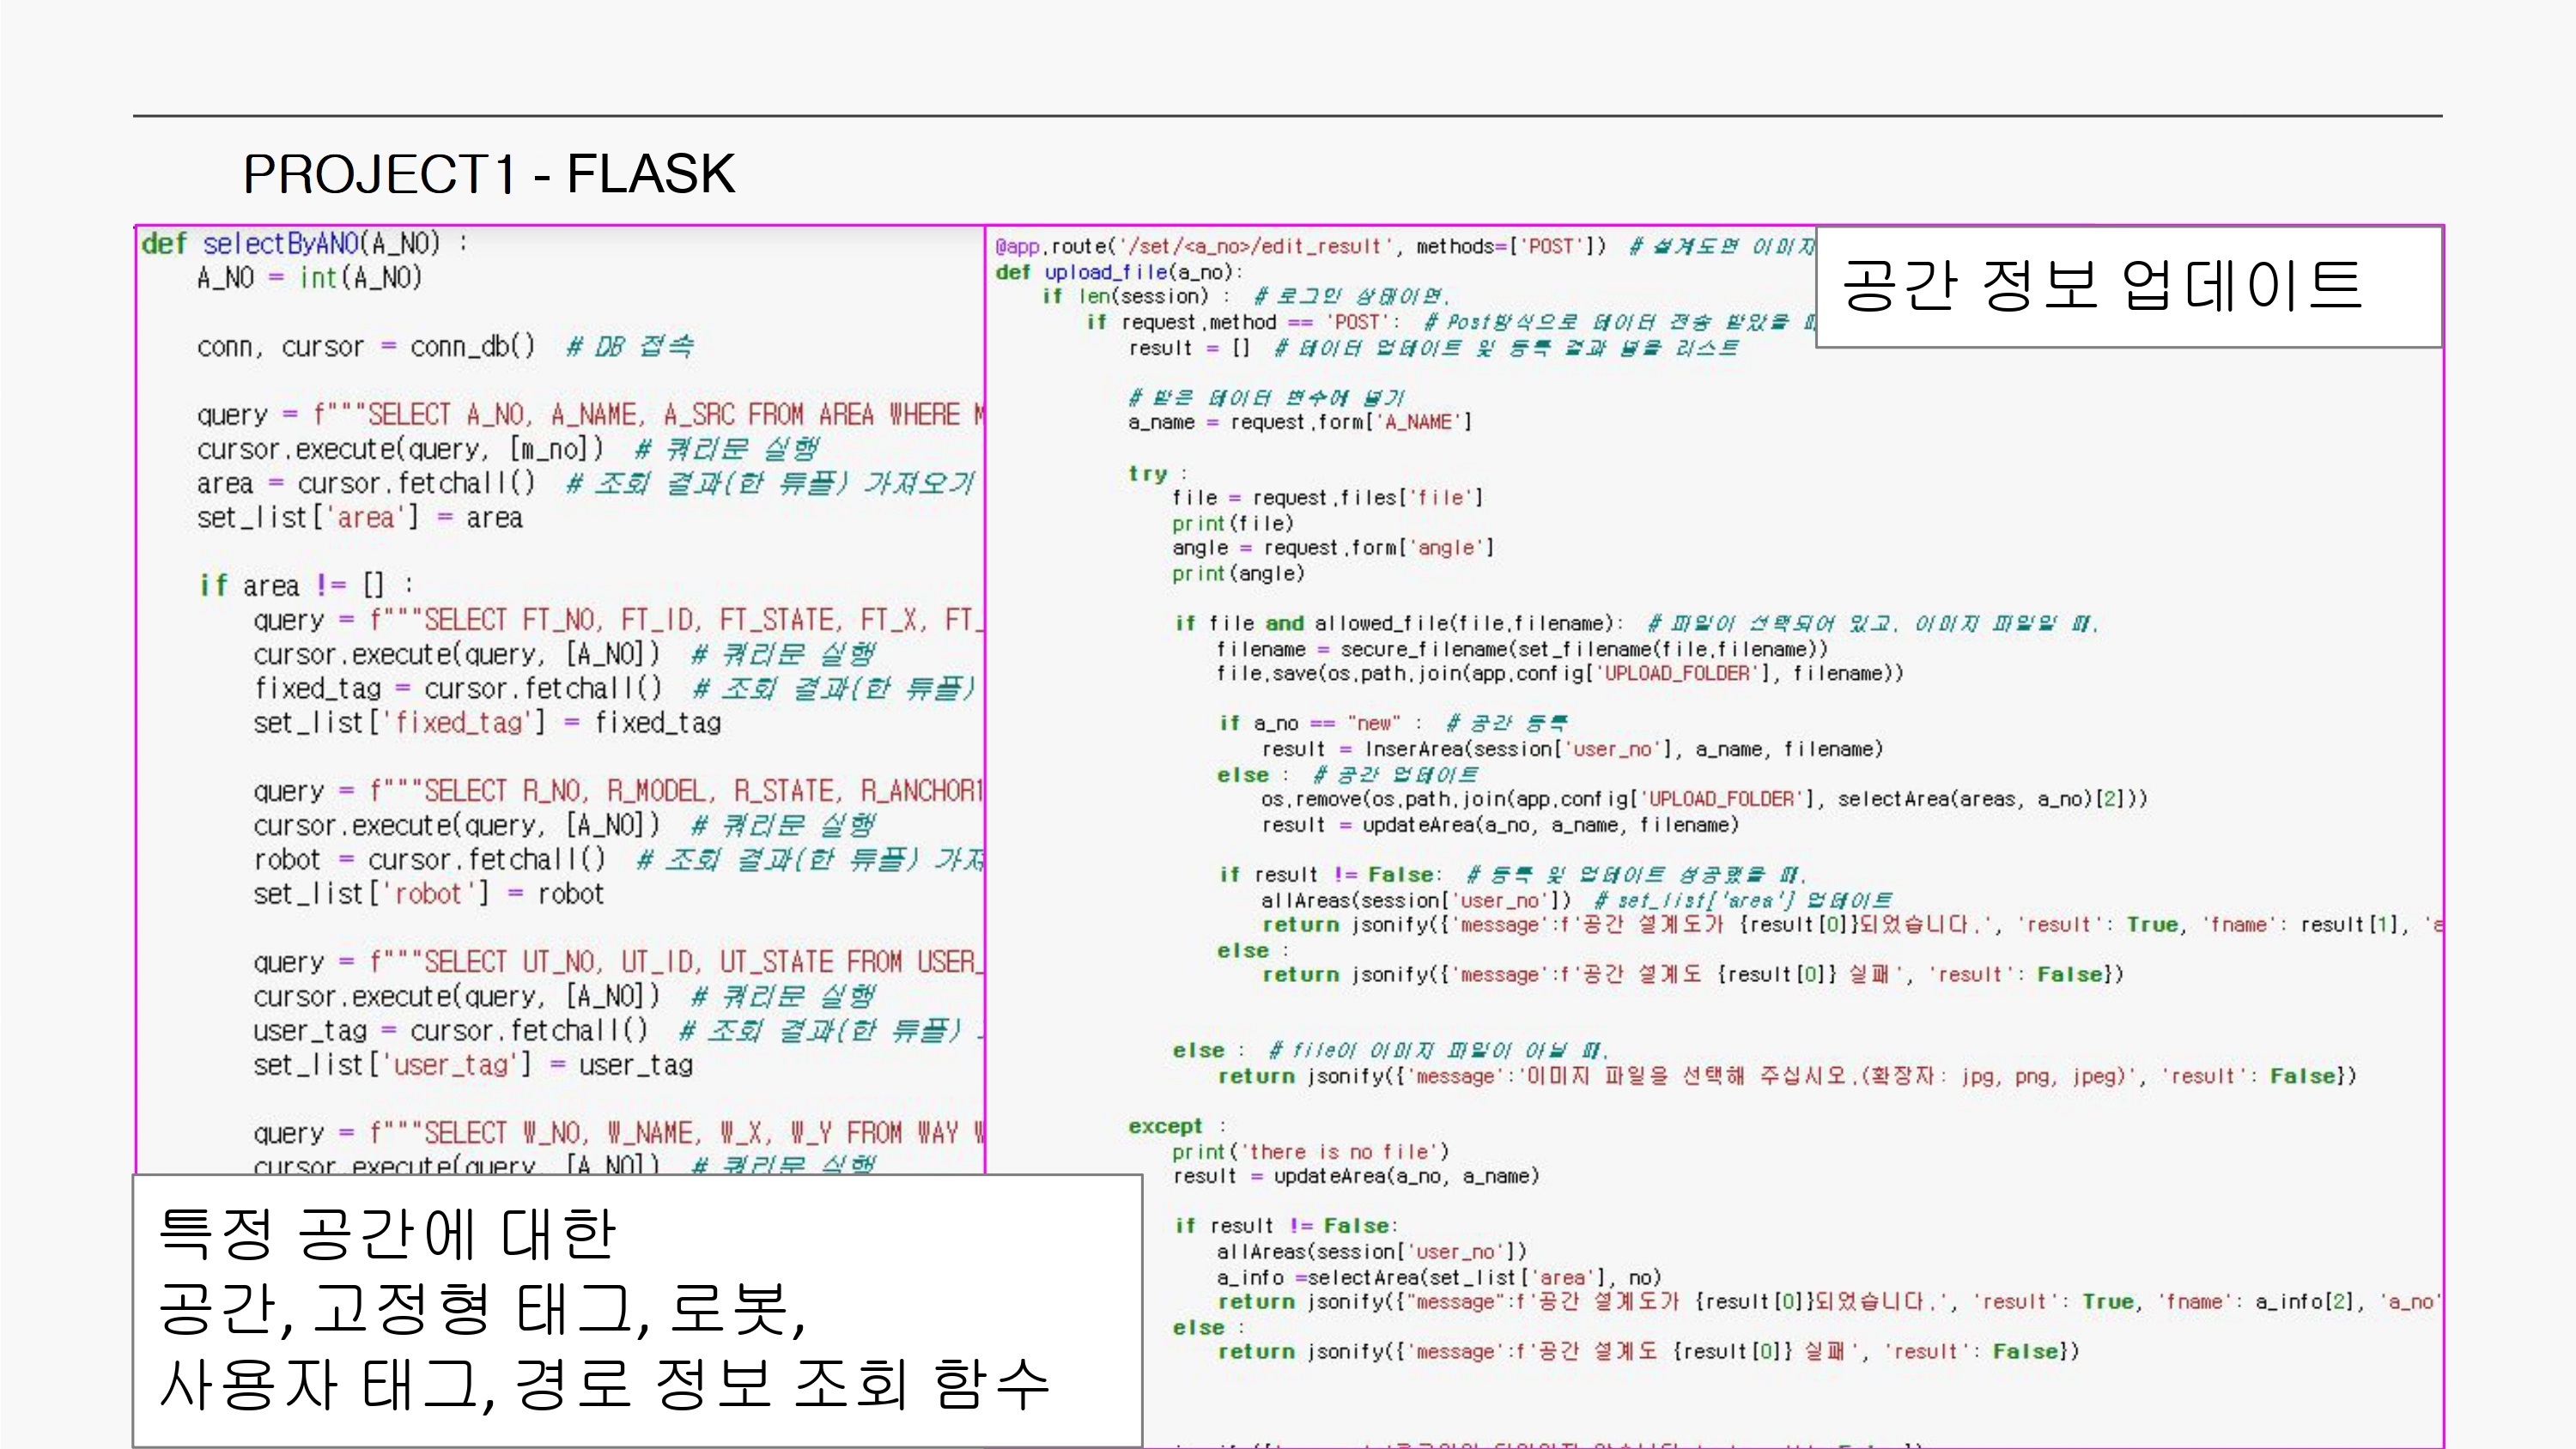 PROJECT1 - FLASK
def selectByANO(A_NO) :
A_NO = int(A_NO)
conn, cursor = conn_db() # DB 접속
query = f"""SELECT A_NO, A_NAME, A_SRC FROM AREA WHERE
cursor.execute(query, [m_no]) # 쿼리문 실행
area = cursor.fetchall() # 조회 결과(한 튜플) 가져오기
set_list['area'] = area
if area != [] :
query = f"""SELECT FT_NO, FT_ID, FT_STATE, FT_X, FT_
cursor.execute(query, [A_NO]) # 쿼리문 실행
fixed_tag = cursor.fetchall() # 조회 결과(한 튜플)
set_list['fixed_tag'] = fixed_tag
query = f"""SELECT R_NO, R_MODEL, R_STATE, R_ANCHOR1
cursor.execute(query, [A_NO]) # 쿼리문 실행
robot = cursor.fetchall() # 조회 결과(한 튜플) 가져
set_list['robot'] = robot
query = f"""SELECT UT_NO, UT_ID, UT_STATE FROM USER_
cursor.execute(query, [A_NO]) # 쿼리문 실행
user_tag = cursor.fetchall() # 조회 결과(한 튜플)
set_list['user_tag'] = user_tag
query = f"""SELECT W_NO, W_NAME, W_X, W_Y FROM WAY
cursor.execute(query, [A_NO]) # 쿼리문 실행
특정 공간에 대한
공간, 고정형 태그, 로봇,
사용자 태그, 경로 정보 조회 함수
@app.route('/set/<a_no>/edit_result', methods=['POST']) # 설계도면 이미지
def upload_file(a_no):
if len(session) : # 로그인 상태이면.
if request.method == 'POST': # Post방식으로 데이터 전송 받았을
result = [] # 데이터 업데이트 및 등록 결과 넣을 리스트
# 받은 데이터 변수에 넣기
a_name = request.form['A_NAME']
try :
file = request.files['file']
print(file)
angle = request.form['angle']
print(angle)
if file and allowed_file(file.filename): # 파일이 선택되어 있고, 이미지 파일일 때.
filename = secure_filename(set_filename(file.filename))
file.save(os.path.join(app.config['UPLOAD_FOLDER'], filename))
if a_no == "new" : # 공간 등록
result = InserArea(session['user_no'], a_name, filename)
else : # 공간 업데이트
os.remove(os.path.join(app.config['UPLOAD_FOLDER'], selectArea(areas, a_no)[2]))
result = updateArea(a_no, a_name, filename)
if result != False: # 등록 및 업데이트 성공했을 때.
allAreas(session['user_no']) # set_list['area'] 업데이트
return jsonify({'message':f'공간 설계도가 {result[0]}되었습니다.', 'result': True, 'fname': result[1], 'a
else :
return jsonify({'message':f'공간 설계도 {result[0]} 실패', 'result': False})
else : # file이 이미지 파일이 아닐 때.
return jsonify({'message':'이미지 파일을 선택해 주십시오.(확장자: jpg, png, jpeg)', 'result': False})
except :
print('there is no file')
result = updateArea(a_no, a_name)
if result != False:
allAreas(session['user_no'])
a_info =selectArea(set_list['area'], no)
return jsonify({"message":f'공간 설계도가 {result[0]}되었습니다.', 'result': True, 'fname': a_info[2], 'a_no'
else :
return jsonify({'message':f'공간 설계도 {result[0]} 실패', 'result': False})
공간 정보 업데이트